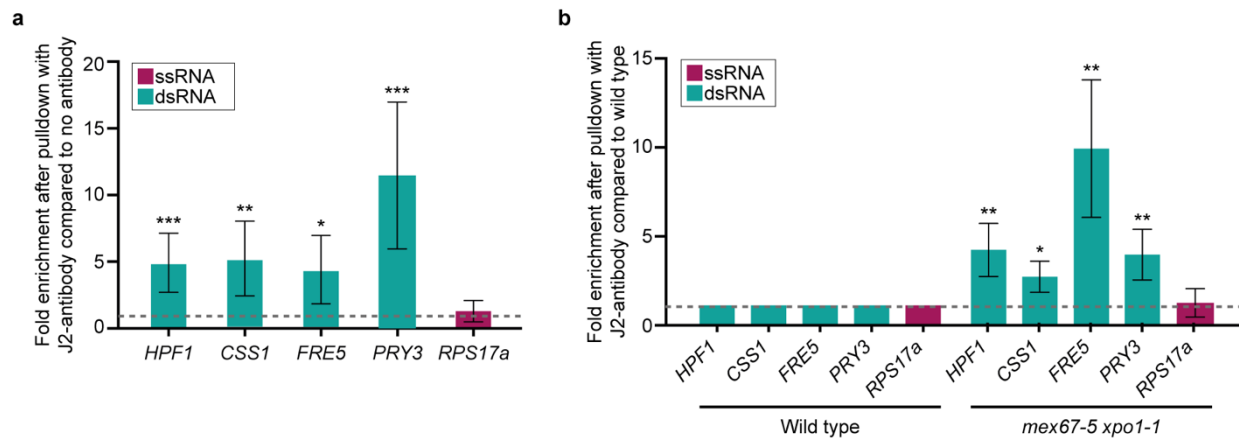 a
Fold enrichment after pulldown with
J2-antibody compared to no antibody
20
15
10
5
0
ssRNA
dsRNA
***
**
*
***
HPF1 CSS1 FRE5 PRY3 RPS17a
b
Fold enrichment after pulldown with
J2-antibody compared to wild type
15
10
5
0
ssRNA
dsRNA
**
*
**
**
HPF1 CSS1 FRE5 PRY3 RPS17a HPF1 CSS1 FRE5 PRY3 RPS17a
Wild type mex67-5 xpo1-1